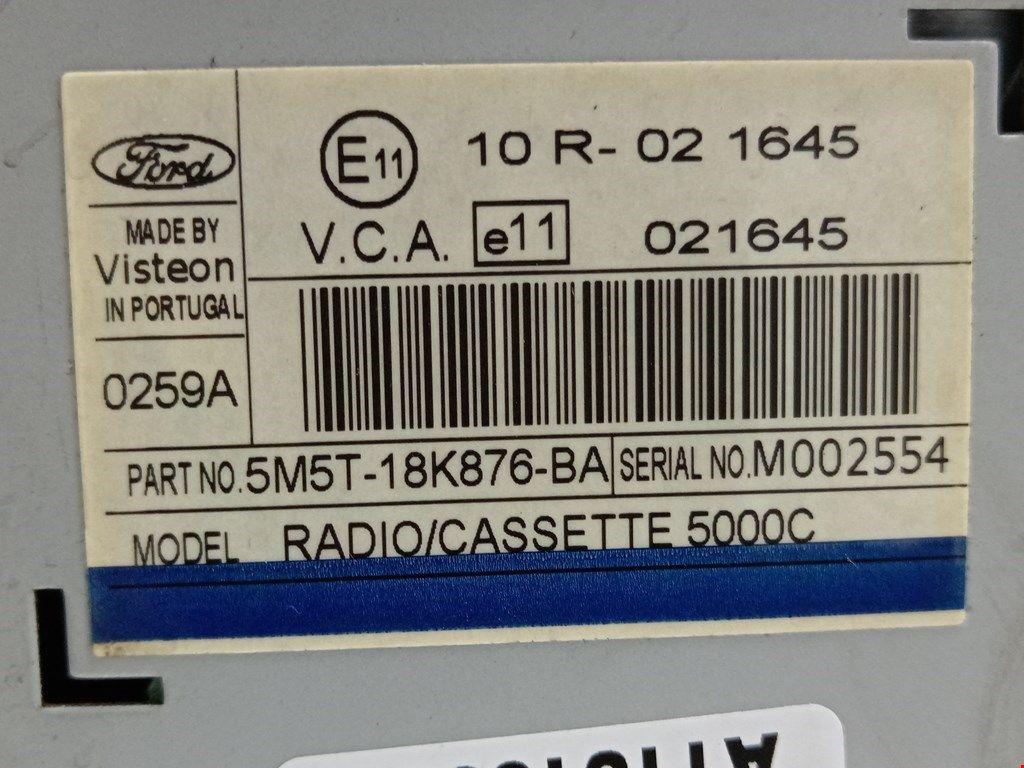 Ford
MADE BY
Visteon
IN PORTUGAL
0259A
E11 10 R- 02 1645
V.C.A. e11 021645
PART NO. 5M5T-18K876-BA SERIAL NO. M002554
MODEL RADIO/CASSETTE 5000C